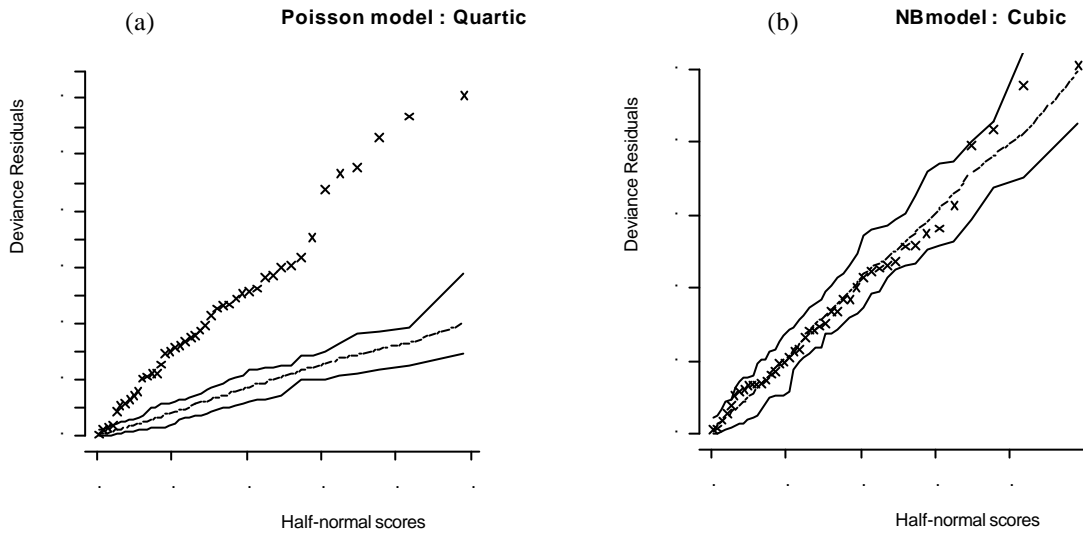 (a)
Poisson model : Quartic
Deviance Residuals
Half-normal scores
(b)
NBmodel : Cubic
Deviance Residuals
Half-normal scores